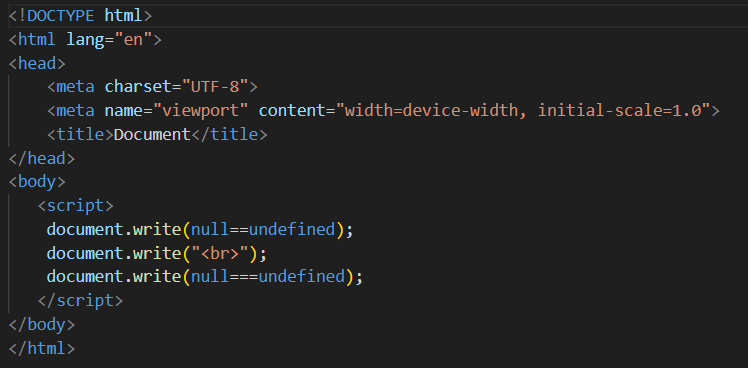 <!DOCTYPE html>
<html lang="en">
<head>
    <meta charset="UTF-8">
    <meta name="viewport" content="width=device-width, initial-scale=1.0">
    <title>Document</title>
</head>
<body>
   <script>
    document.write(null==undefined);
    document.write("<br>");
    document.write(null===undefined);
   </script>
</body>
</html>